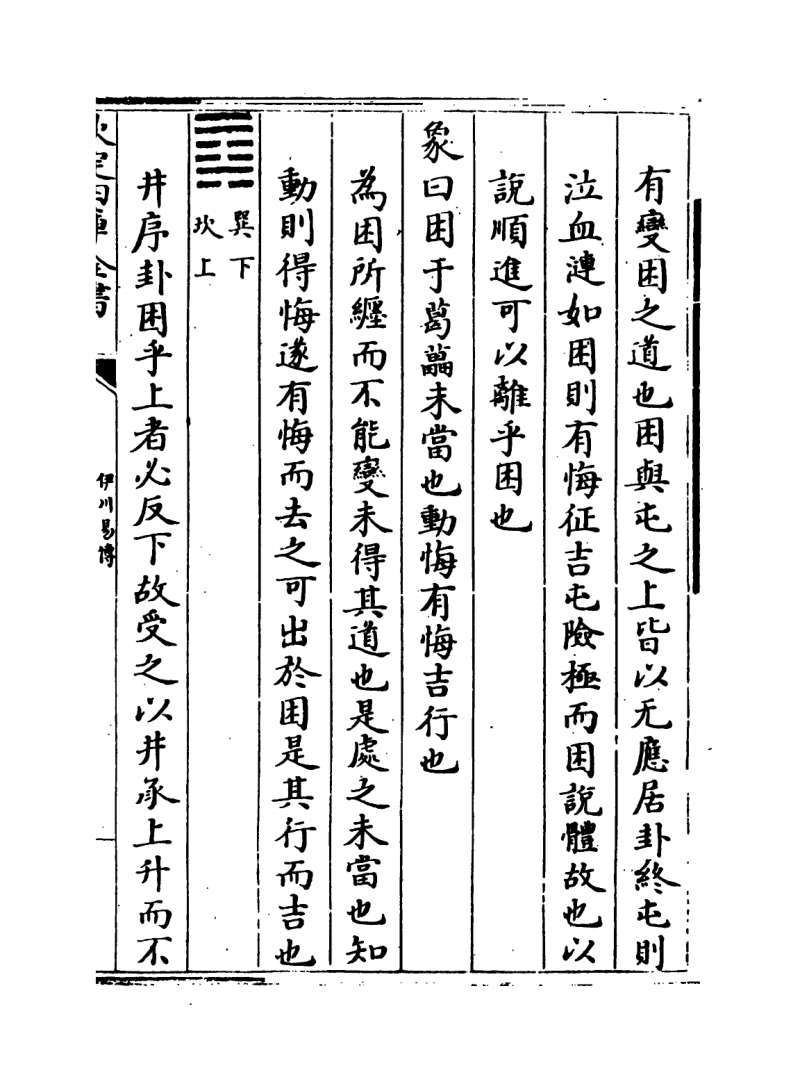 有變困之道也困與屯之上皆以无應居卦終屯則
泣血漣如困則有悔征吉屯險極而困說體故也以
說順進可以離乎困也
象曰困于葛藟未當也動悔有悔吉行也
為困所纏而不能變未得其道也是處之未當也知
動則得悔遂有悔而去之可出於困是其行而吉也
䷯巽下
坎上
井序卦困乎上者必反下故受之以井承上升而不
欽定四庫全書
伊川易傳